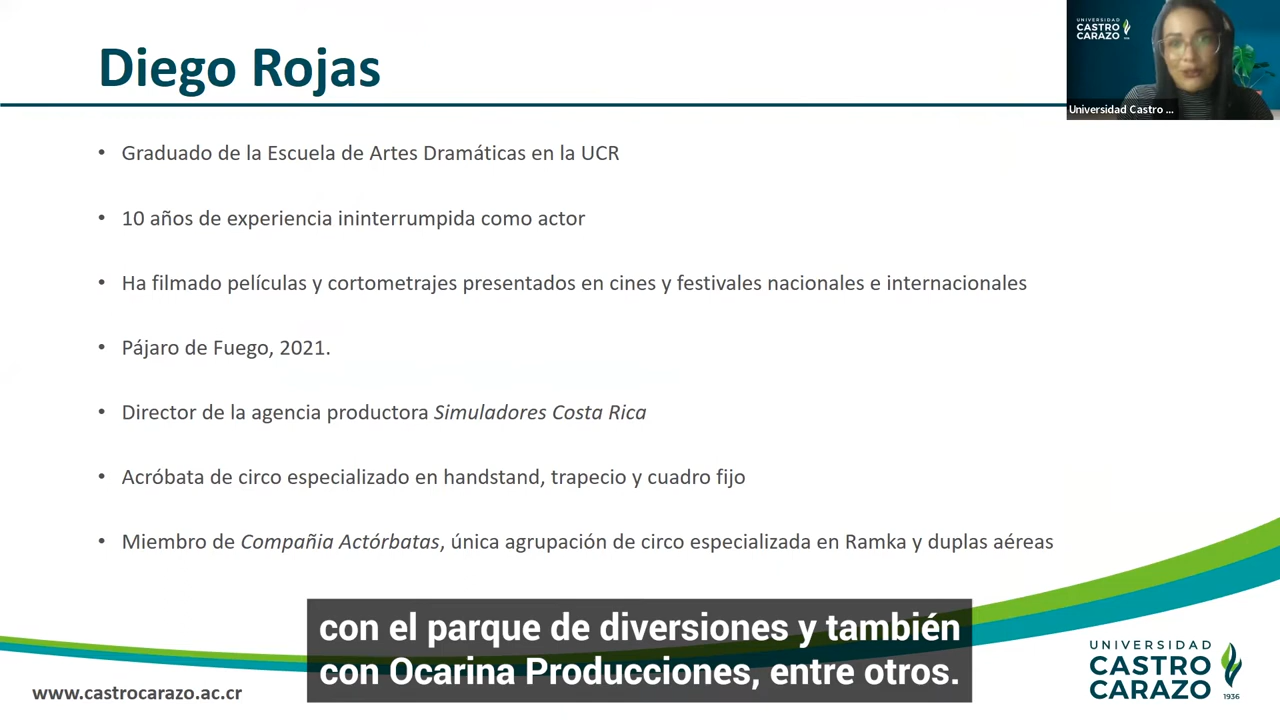 Diego Rojas
UNIVERSIDAD
CASTRO
CARAZO
Universidad Castro ...
• Graduado de la Escuela de Artes Dramáticas en la UCR
• 10 años de experiencia ininterrumpida como actor
• Ha filmado películas y cortometrajes presentados en cines y festivales nacionales e internacionales
• Pájaro de Fuego, 2021.
• Director de la agencia productora Simuladores Costa Rica
• Acróbata de circo especializado en handstand, trapecio y cuadro fijo
• Miembro de Compañia Actórbatas, única agrupación de circo especializada en Ramka y duplas aéreas
con el parque de diversiones y también
con Ocarina Producciones, entre otros.
www.castrocarazo.ac.cr
UNIVERSIDAD
CASTRO
CARAZO
1936